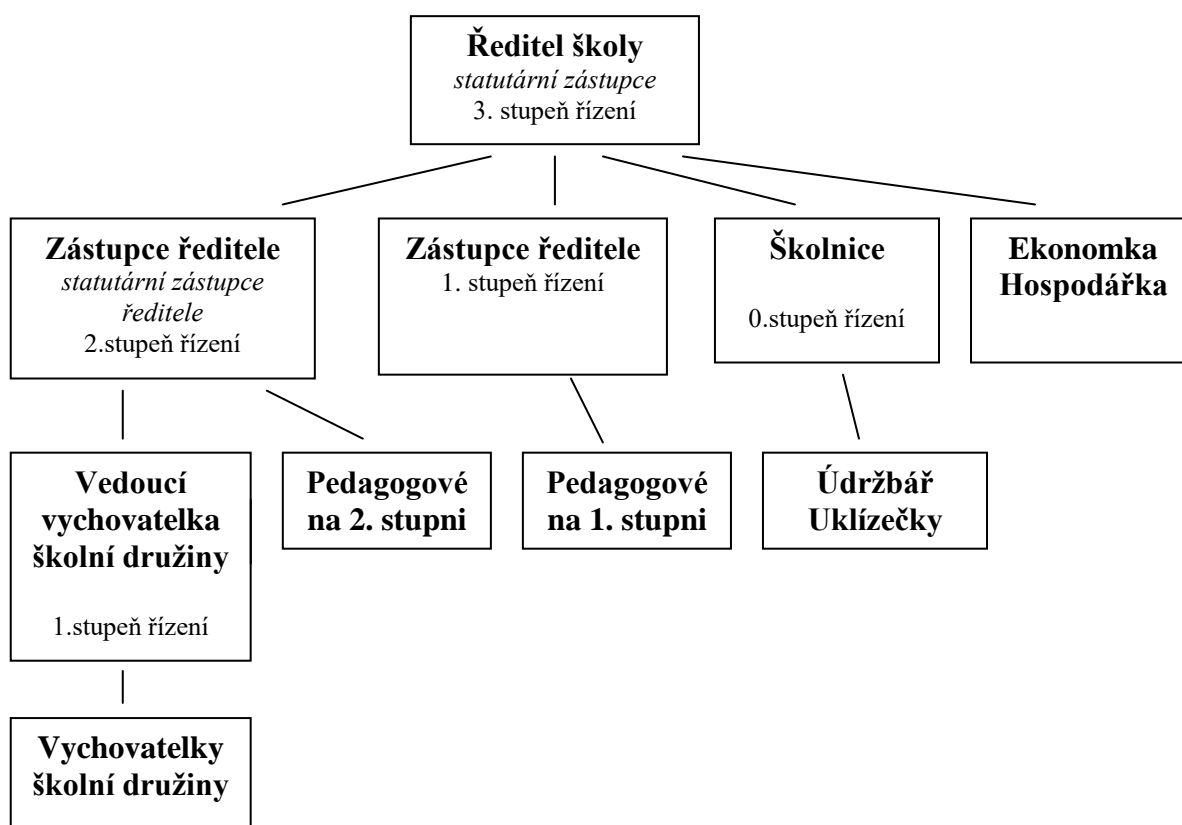 Ředitel školy
statutární zástupce
3. stupeň řízení
Zástupce ředitele
statutární zástupce
ředitele
2.stupeň řízení
Zástupce ředitele
1. stupeň řízení
Školnice
0.stupeň řízení
Ekonomka
Hospodářka
Vedoucí
vychovatelka
školní družiny
1.stupeň řízení
Pedagogové
na 2. stupni
Pedagogové
na 1. stupni
Údržbář
Uklízečky
Vychovatelky
školní družiny